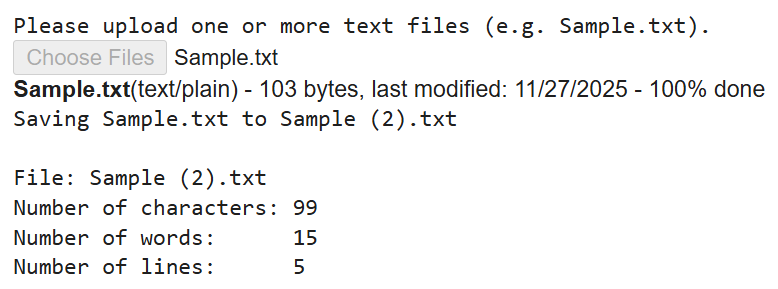 Please upload one or more text files (e.g. Sample.txt).
Choose Files Sample.txt
Sample.txt(text/plain) - 103 bytes, last modified: 11/27/2025 - 100% done
Saving Sample.txt to Sample (2).txt
File: Sample (2).txt
Number of characters: 99
Number of words: 15
Number of lines: 5